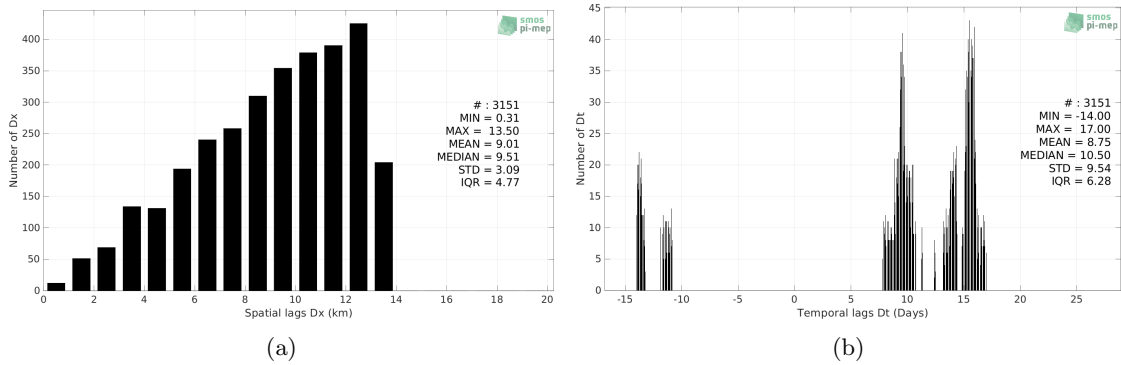 smos
pi-mep
400
350
300
250
200
150
100
50
0
Number of Dx
# : 3151
MIN = 0.31
MAX = 13.50
MEAN = 9.01
MEDIAN = 9.51
STD = 3.09
IQR = 4.77
0 2 4 6 8 10 12 14 16 18 20
Spatial lags Dx (km)
(a)
smos
pi-mep
45
40
35
30
25
20
15
10
5
0
Number of Dt
# : 3151
MIN = -14.00
MAX = 17.00
MEAN = 8.75
MEDIAN = 10.50
STD = 9.54
IQR = 6.28
-15 -10 -5 0 5 10 15 20 25
Temporal lags Dt (Days)
(b)